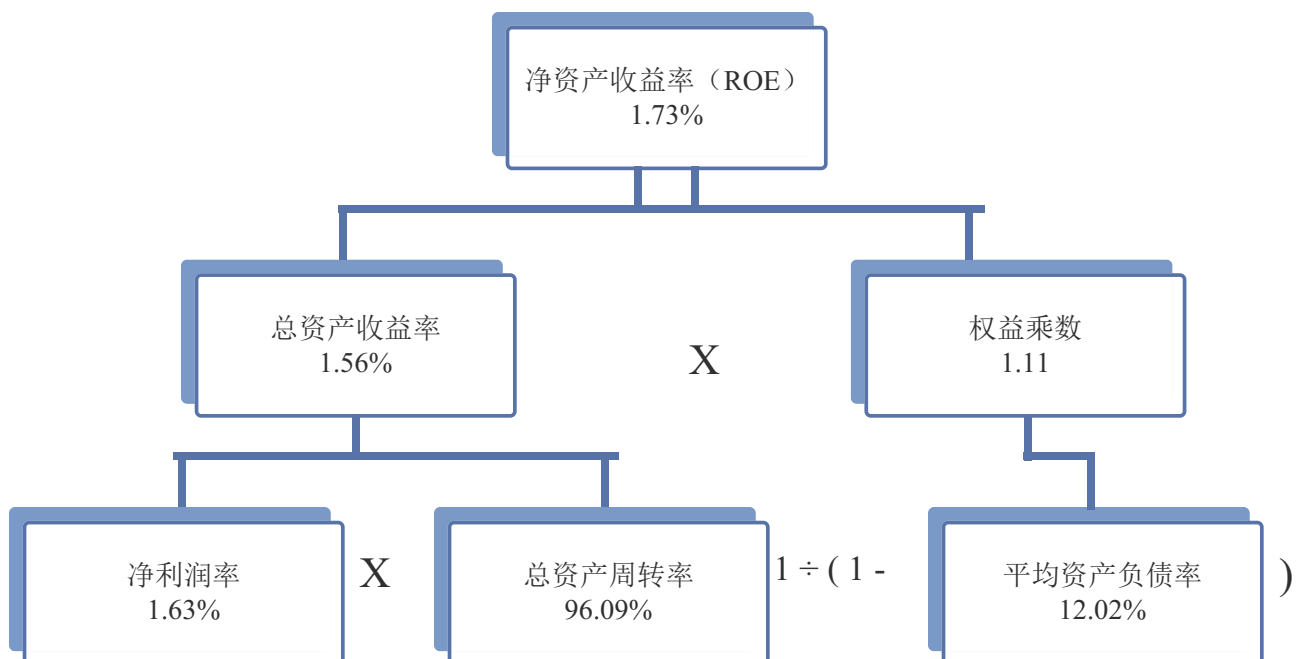 净资产收益率（ROE）
1.73%
总资产收益率
1.56%
X
权益乘数
1.11
净利润率
1.63%
X
总资产周转率
96.09%
1 ÷ ( 1 -
平均资产负债率
12.02%
)